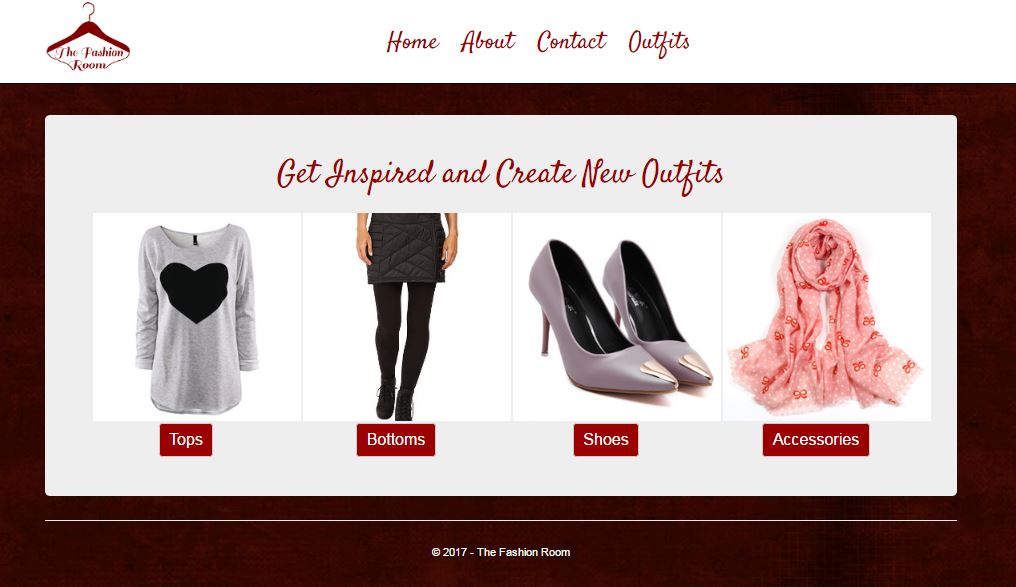 The Fashion
Room
Home About Contact Outfits
Get Inspired and Create New Outfits
Tops Bottoms Shoes Accessories
© 2017 - The Fashion Room